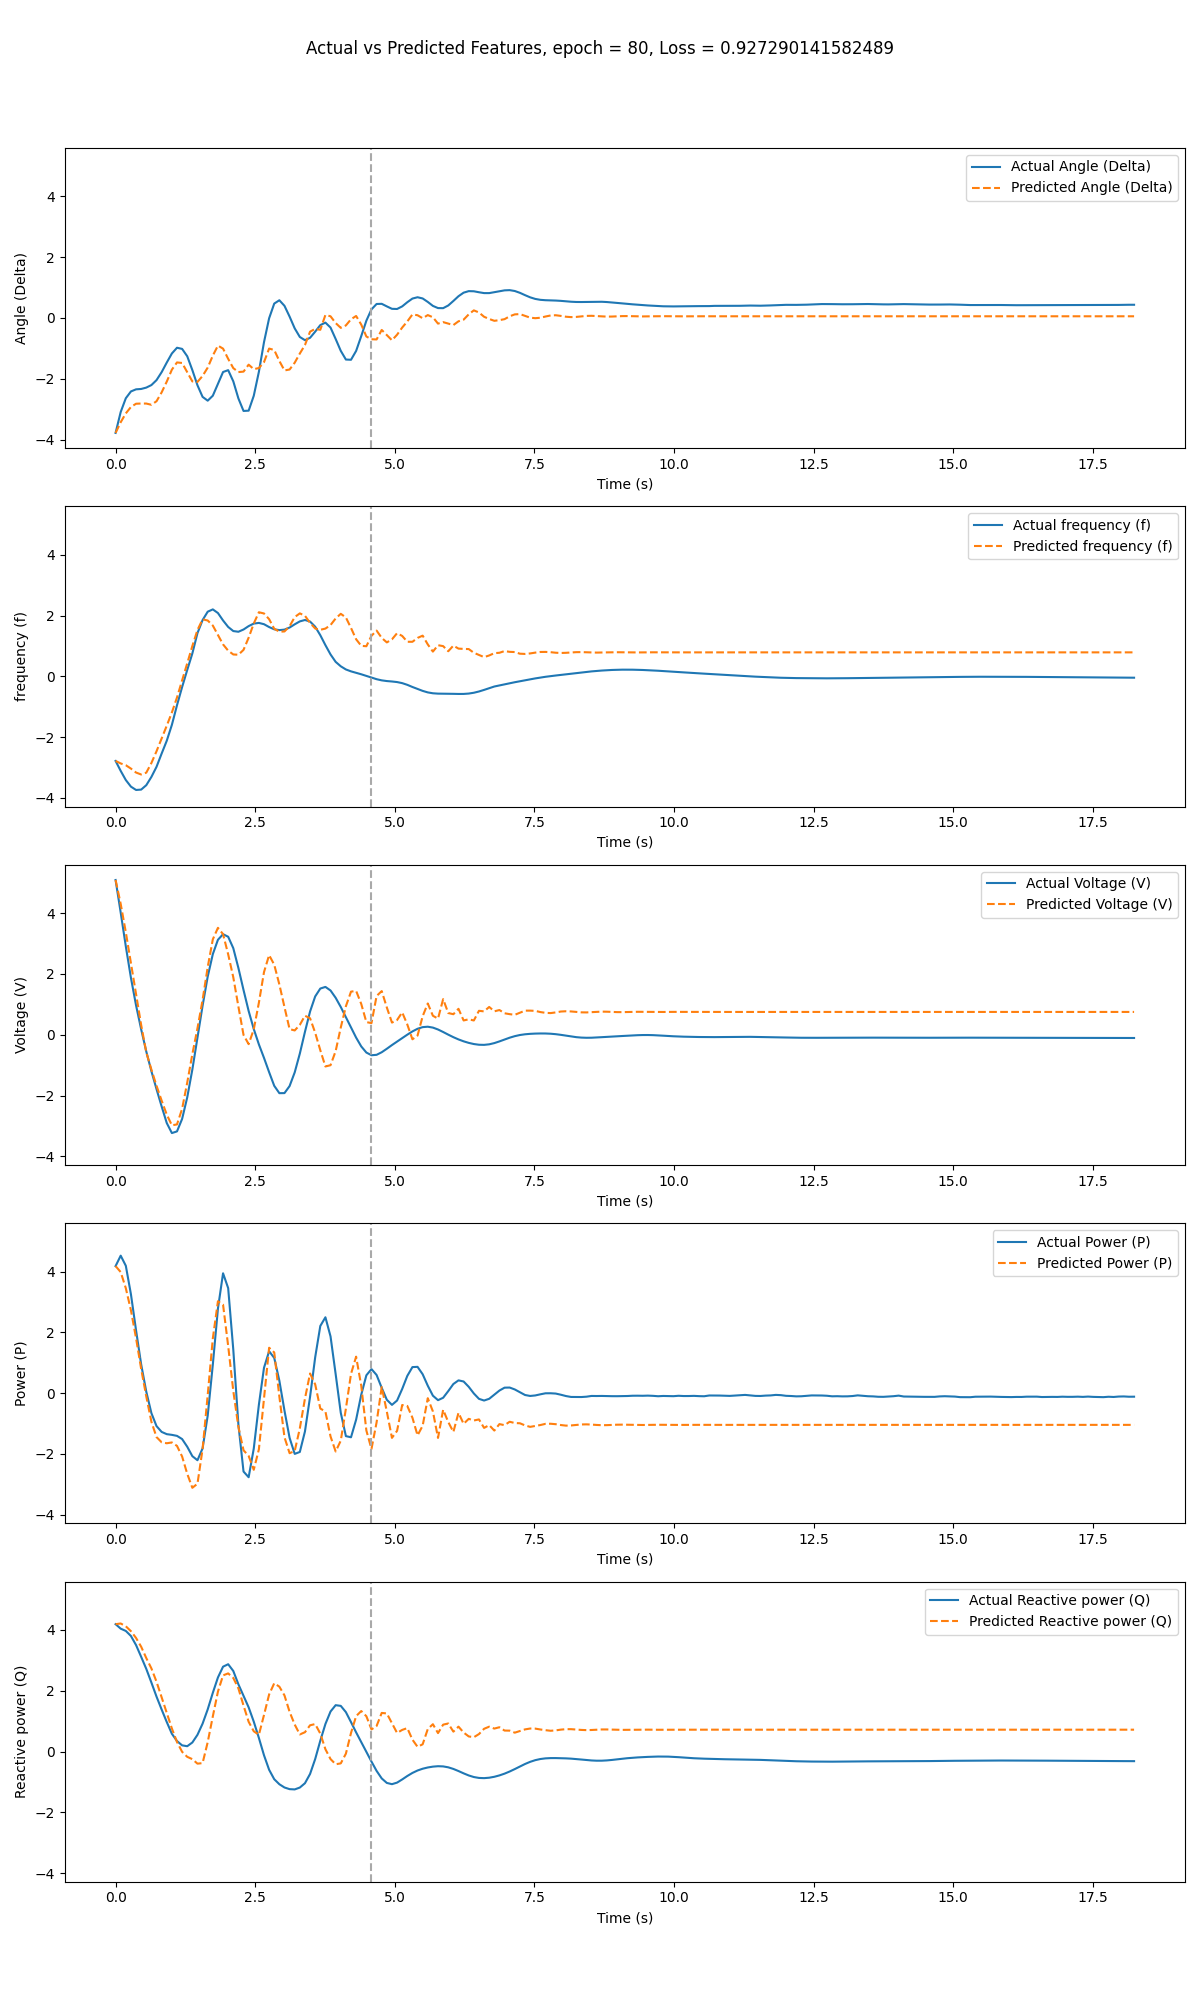 Actual vs Predicted Features, epoch = 80, Loss = 0.927290141582489
Actual Angle (Delta)
Predicted Angle (Delta)
Angle (Delta)
4
2
0
−2
−4
0.0 2.5 5.0 7.5 10.0 12.5 15.0 17.5
Time (s)
Actual frequency (f)
Predicted frequency (f)
frequency (f)
4
2
0
−2
−4
0.0 2.5 5.0 7.5 10.0 12.5 15.0 17.5
Time (s)
Actual Voltage (V)
Predicted Voltage (V)
Voltage (V)
4
2
0
−2
−4
0.0 2.5 5.0 7.5 10.0 12.5 15.0 17.5
Time (s)
Actual Power (P)
Predicted Power (P)
Power (P)
4
2
0
−2
−4
0.0 2.5 5.0 7.5 10.0 12.5 15.0 17.5
Time (s)
Actual Reactive power (Q)
Predicted Reactive power (Q)
Reactive power (Q)
4
2
0
−2
−4
0.0 2.5 5.0 7.5 10.0 12.5 15.0 17.5
Time (s)